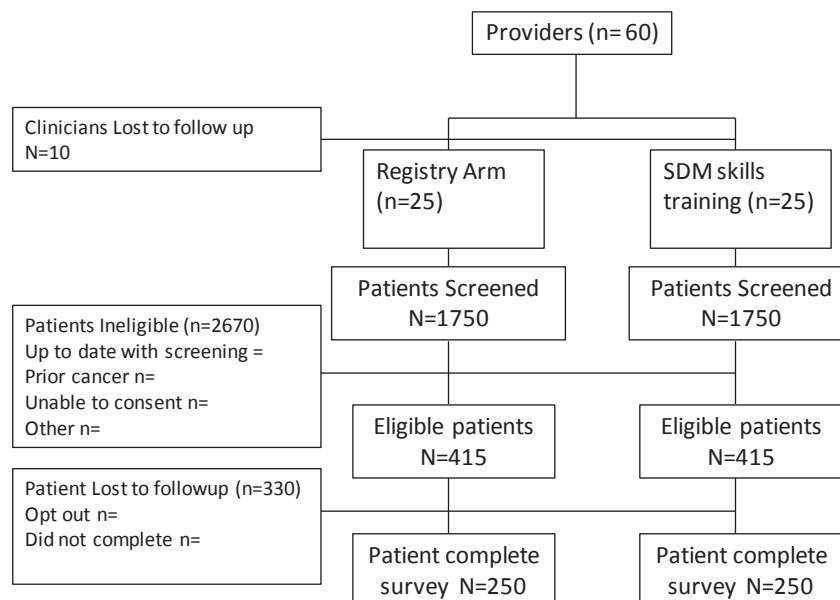 Providers (n= 60)
Clinicians Lost to follow up
N=10
Registry Arm
(n=25)
SDM skills
training (n=25)
Patients Screened
N=1750
Patients Screened
N=1750
Patients Ineligible (n=2670)
Up to date with screening =
Prior cancer n=
Unable to consent n=
Other n=
Eligible patients
N=415
Eligible patients
N=415
Patient Lost to followup (n=330)
Opt out n=
Did not complete n=
Patient complete
survey N=250
Patient complete
survey N=250